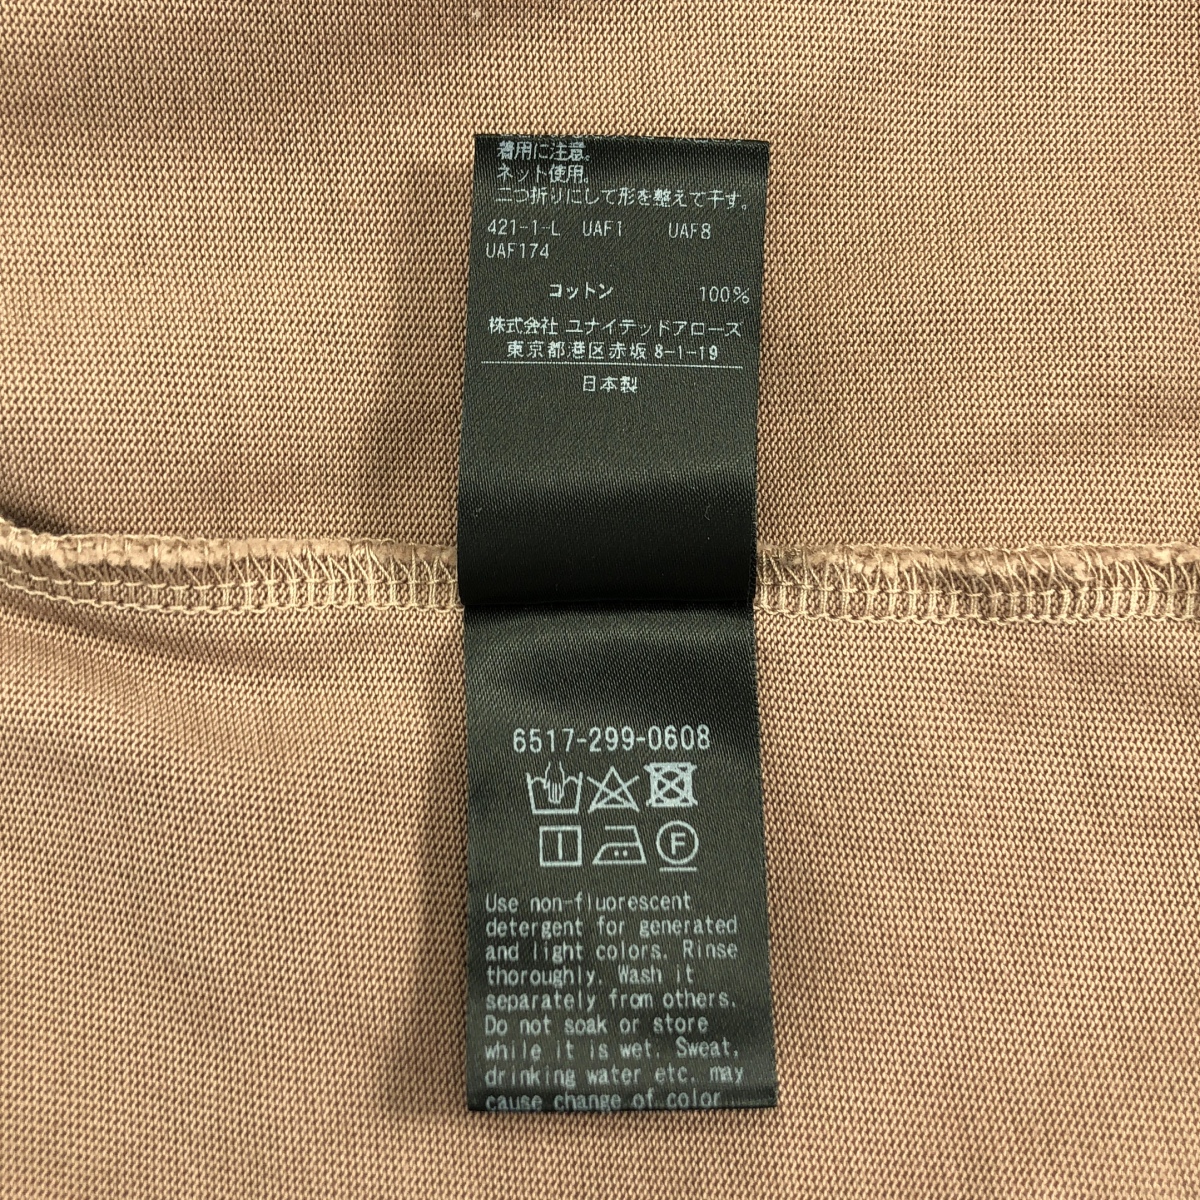 着用に注意。
ネット使用。
二つ折りにして形を整えて干す。
421-1-L UAF1 UAF8
UAF174
コットン 100%
株式会社 ユナイテッドアローズ
東京都港区赤坂 8-1-19
日本製
6517-299-0608
F
Use non-fluorescent
detergent for generated
and light colors. Rinse
thoroughly. Wash it
separately from others.
Do not soak or store
while it is wet. Sweat,
drinking water etc. may
cause change of color